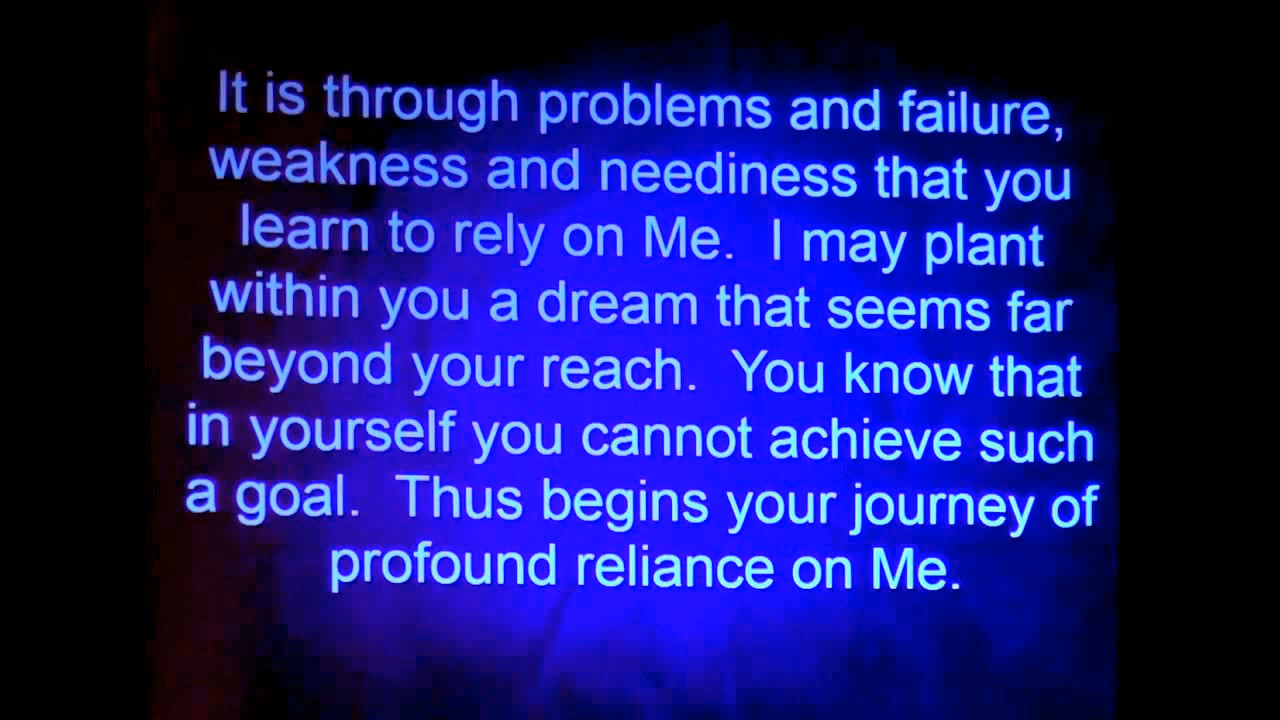 It is through problems and failure,
weakness and neediness that you
learn to rely on Me.  I may plant
within you a dream that seems far
beyond your reach.  You know that
in yourself you cannot achieve such
a goal.  Thus begins your journey of
profound reliance on Me.